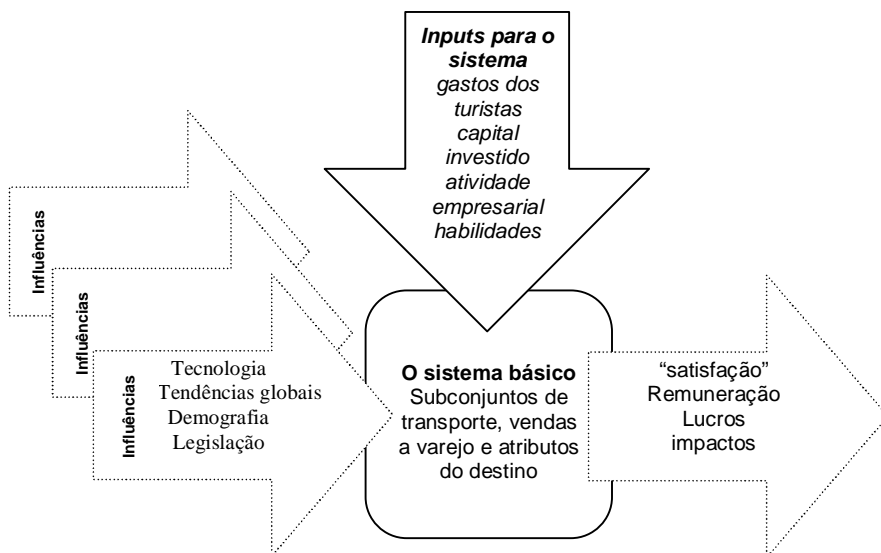 Inputs para o
sistema
gastos dos
turistas
capital
investido
atividade
empresarial
habilidades
Influências
Influências
Influências
Tecnologia
Tendências globais
Demografia
Legislação
O sistema básico
Subconjuntos de
transporte, vendas
a varejo e atributos
do destino
“satisfação”
Remuneração
Lucros
impactos